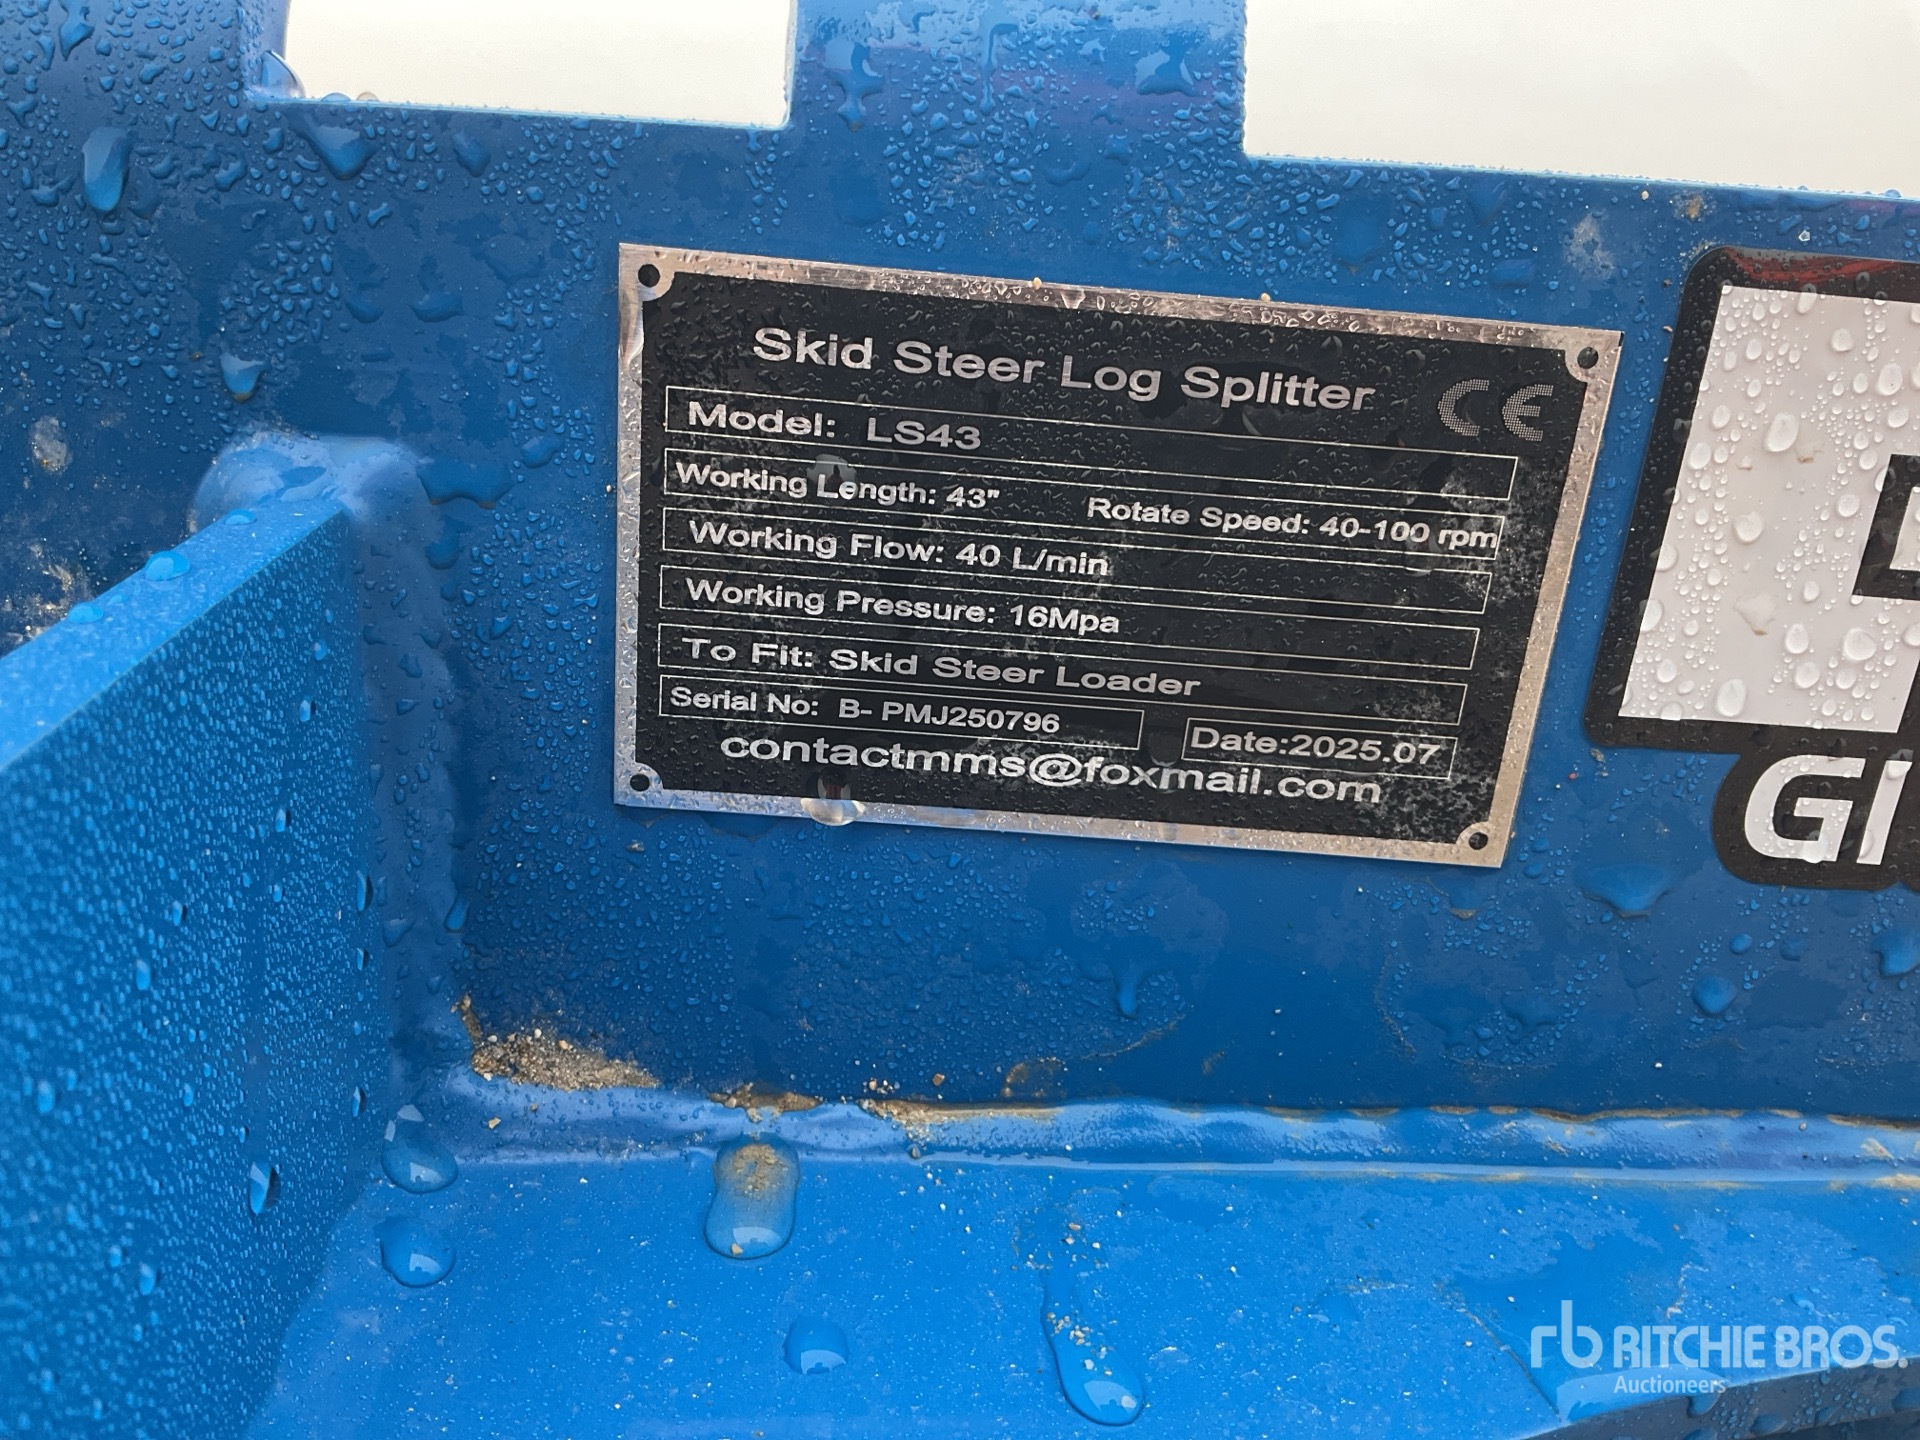 Skid Steer Log Splitter
CE
Model: LS43
Working Length: 43" Rotate Speed: 40-100 rpm
Working Flow: 40 L/min
Working Pressure: 16Mpa
To Fit: Skid Steer Loader
Serial No: B- PMJ250796 Date:2025.07
contactmms@foxmail.com
GI
rb RITCHIE BROS.
Auctioneers